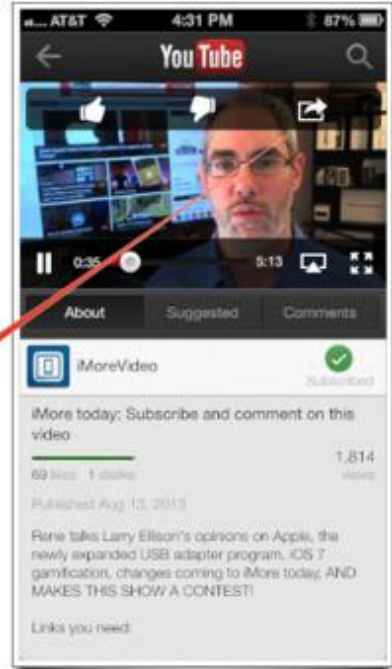 AT&T 4:31 PM 87%
YouTube
0:35 5:13
About Suggested Comments
iMoreVideo
Subscribed
iMore today: Subscribe and comment on this
video
1,814
69 likes 1 dislike views
Published Aug 13, 2013
Rene talks Larry Ellison's opinions on Apple, the
newly expanded USB adapter program, iOS 7
gamification, changes coming to iMore today, AND
MAKES THIS SHOW A CONTEST!
Links you need: